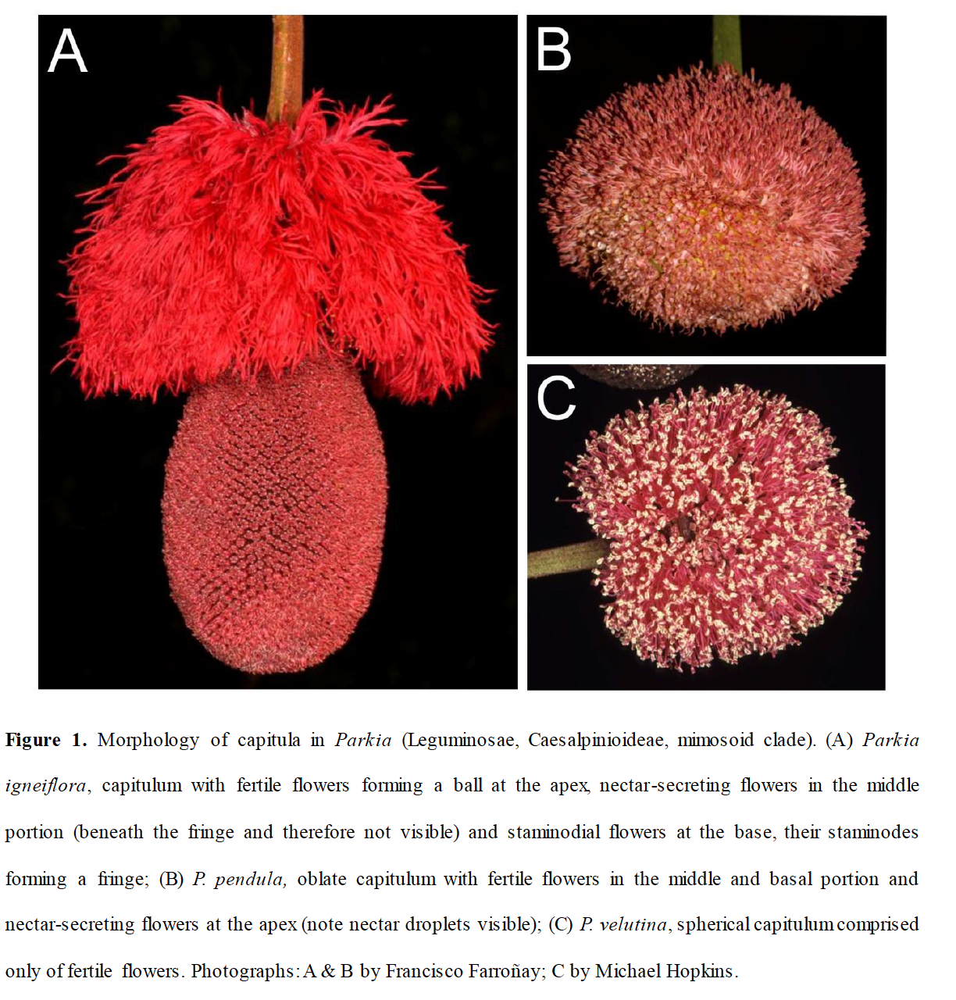 A
B
C
Figure 1. Morphology of capitula in Parkia (Leguminosae, Caesalpinioideae, mimosoid clade). (A) Parkia
igneiflora, capitulum with fertile flowers forming a ball at the apex, nectar-secreting flowers in the middle
portion (beneath the fringe and therefore not visible) and staminodial flowers at the base, their staminodes
forming a fringe; (B) P. pendula, oblate capitulum with fertile flowers in the middle and basal portion and
nectar-secreting flowers at the apex (note nectar droplets visible); (C) P. velutina, spherical capitulum comprised
only of fertile flowers. Photographs: A & B by Francisco Farroñay; C by Michael Hopkins.